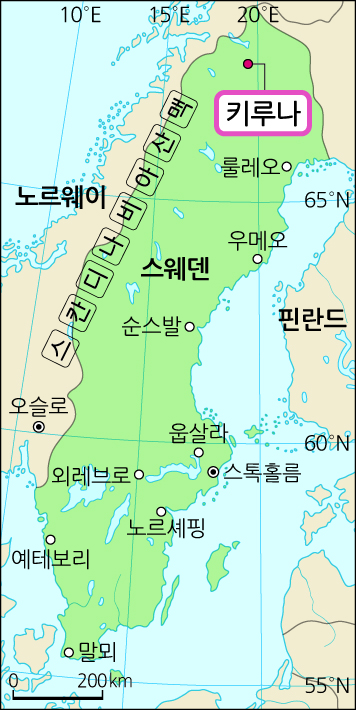 10°E 15°E 20°E
키루나
스칸디나비아산맥
룰레오
65°N
노르웨이
우메오
스웨덴
순스발
핀란드
오슬로
웁살라
60°N
외레브로
스톡홀름
노르셰핑
예테보리
말뫼
0 200km
55°N